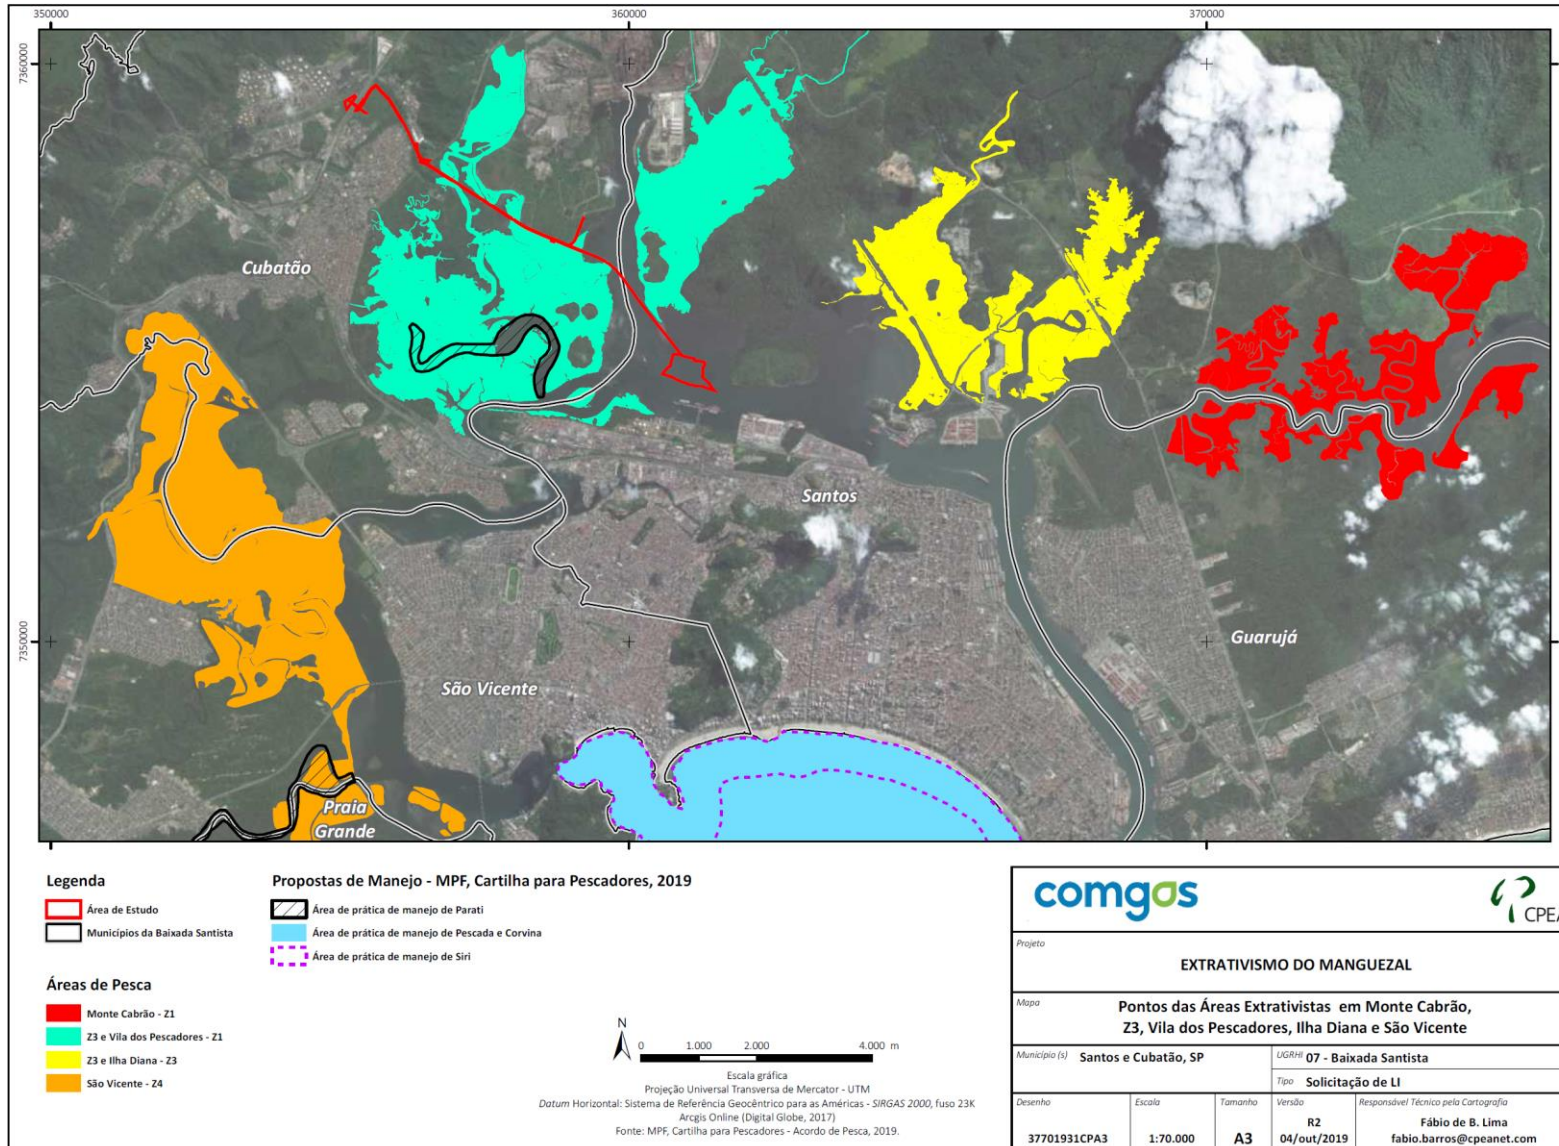 350000
360000
370000
7360000
7350000
Cubatão
Santos
São Vicente
Guarujá
Praia
Grande
Legenda
Área de Estudo
Municípios da Baixada Santista
Áreas de Pesca
Monte Cabrão - Z1
Z3 e Vila dos Pescadores - Z1
Z3 e Ilha Diana - Z3
São Vicente - Z4
Propostas de Manejo - MPF, Cartilha para Pescadores, 2019
Área de prática de manejo de Parati
Área de prática de manejo de Pescada e Corvina
Área de prática de manejo de Siri
N
0 1.000 2.000 4.000 m
Escala gráfica
Projeção Universal Transversa de Mercator - UTM
Datum Horizontal: Sistema de Referência Geocêntrico para as Américas - SIRGAS 2000, fuso 23K
Arcgis Online (Digital Globe, 2017)
Fonte: MPF, Cartilha para Pescadores - Acordo de Pesca, 2019.
comgas
CPEA
Projeto
EXTRATIVISMO DO MANGUEZAL
Mapa
Pontos das Áreas Extrativistas em Monte Cabrão,
Z3, Vila dos Pescadores, Ilha Diana e São Vicente
Município (s) Santos e Cubatão, SP
UGRHI 07 - Baixada Santista
Tipo Solicitação de LI
Desenho
37701931CPA3
Escala
1:70.000
Tamanho
A3
Versão
R2
04/out/2019
Responsável Técnico pela Cartografia
Fábio de B. Lima
fabio.barros@cpeanet.com